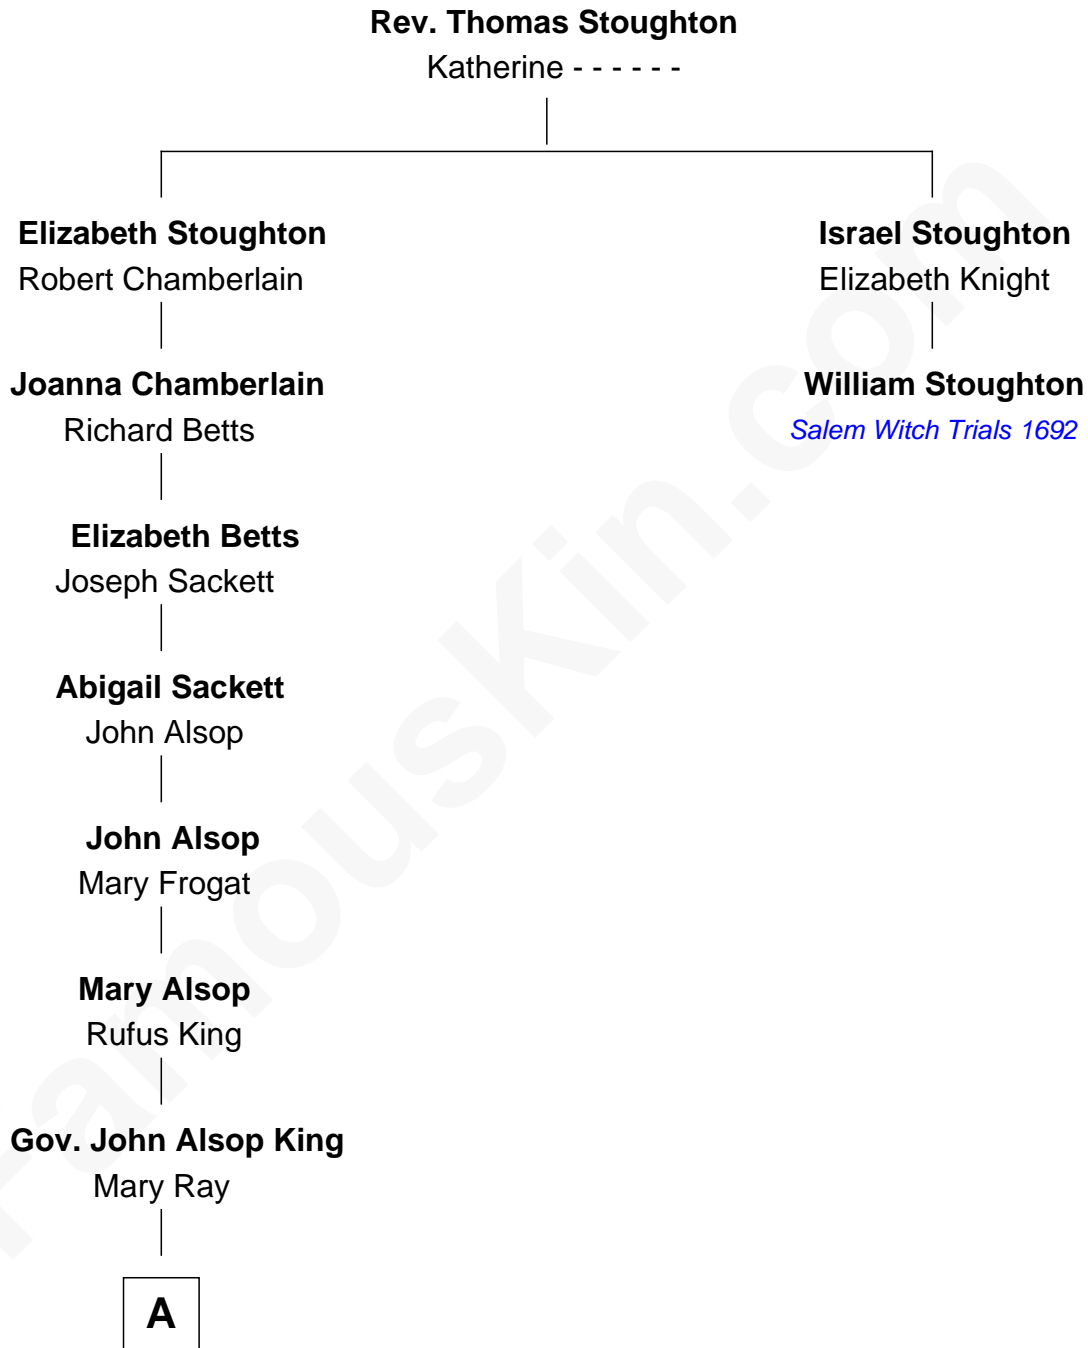 Rev. Thomas Stoughton
Katherine - - - - - -
Elizabeth Stoughton
Robert Chamberlain
Israel Stoughton
Elizabeth Knight
Joanna Chamberlain
Richard Betts
William Stoughton
Salem Witch Trials 1692
Elizabeth Betts
Joseph Sackett
Abigail Sackett
John Alsop
John Alsop
Mary Frogat
Mary Alsop
Rufus King
Gov. John Alsop King
Mary Ray
A
FamousKin.com